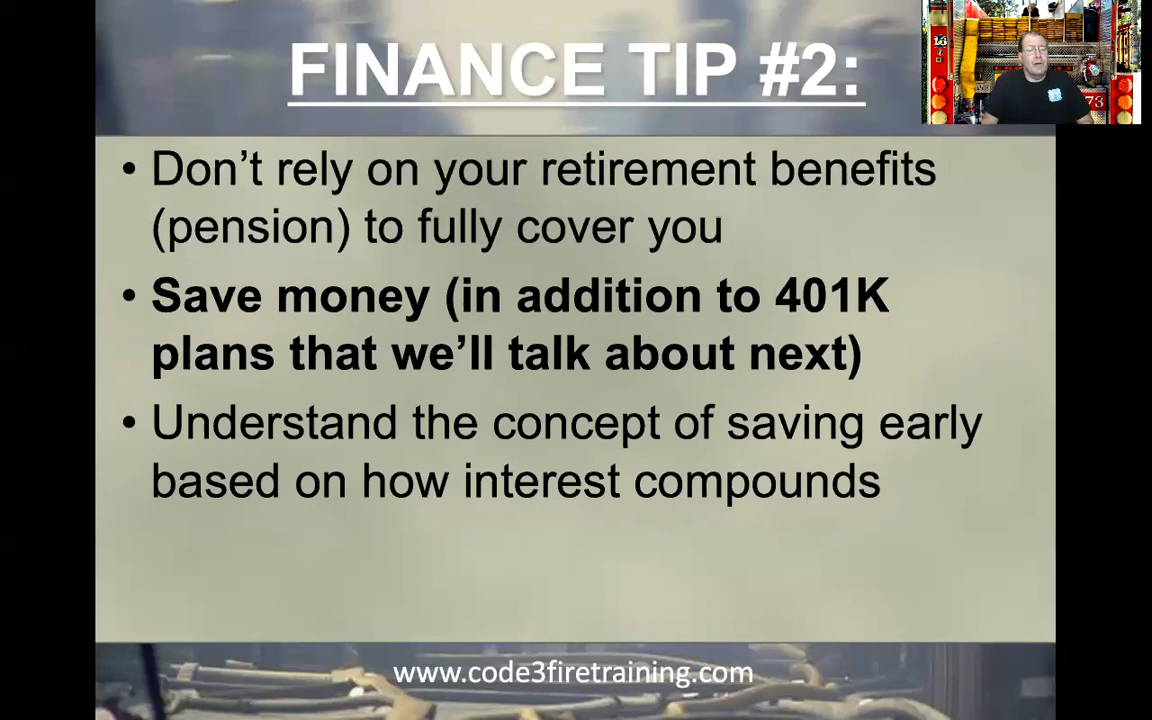 FINANCE TIP #2:
• Don’t rely on your retirement benefits
(pension) to fully cover you
• Save money (in addition to 401K
plans that we’ll talk about next)
• Understand the concept of saving early
based on how interest compounds
www.code3firetraining.com
73